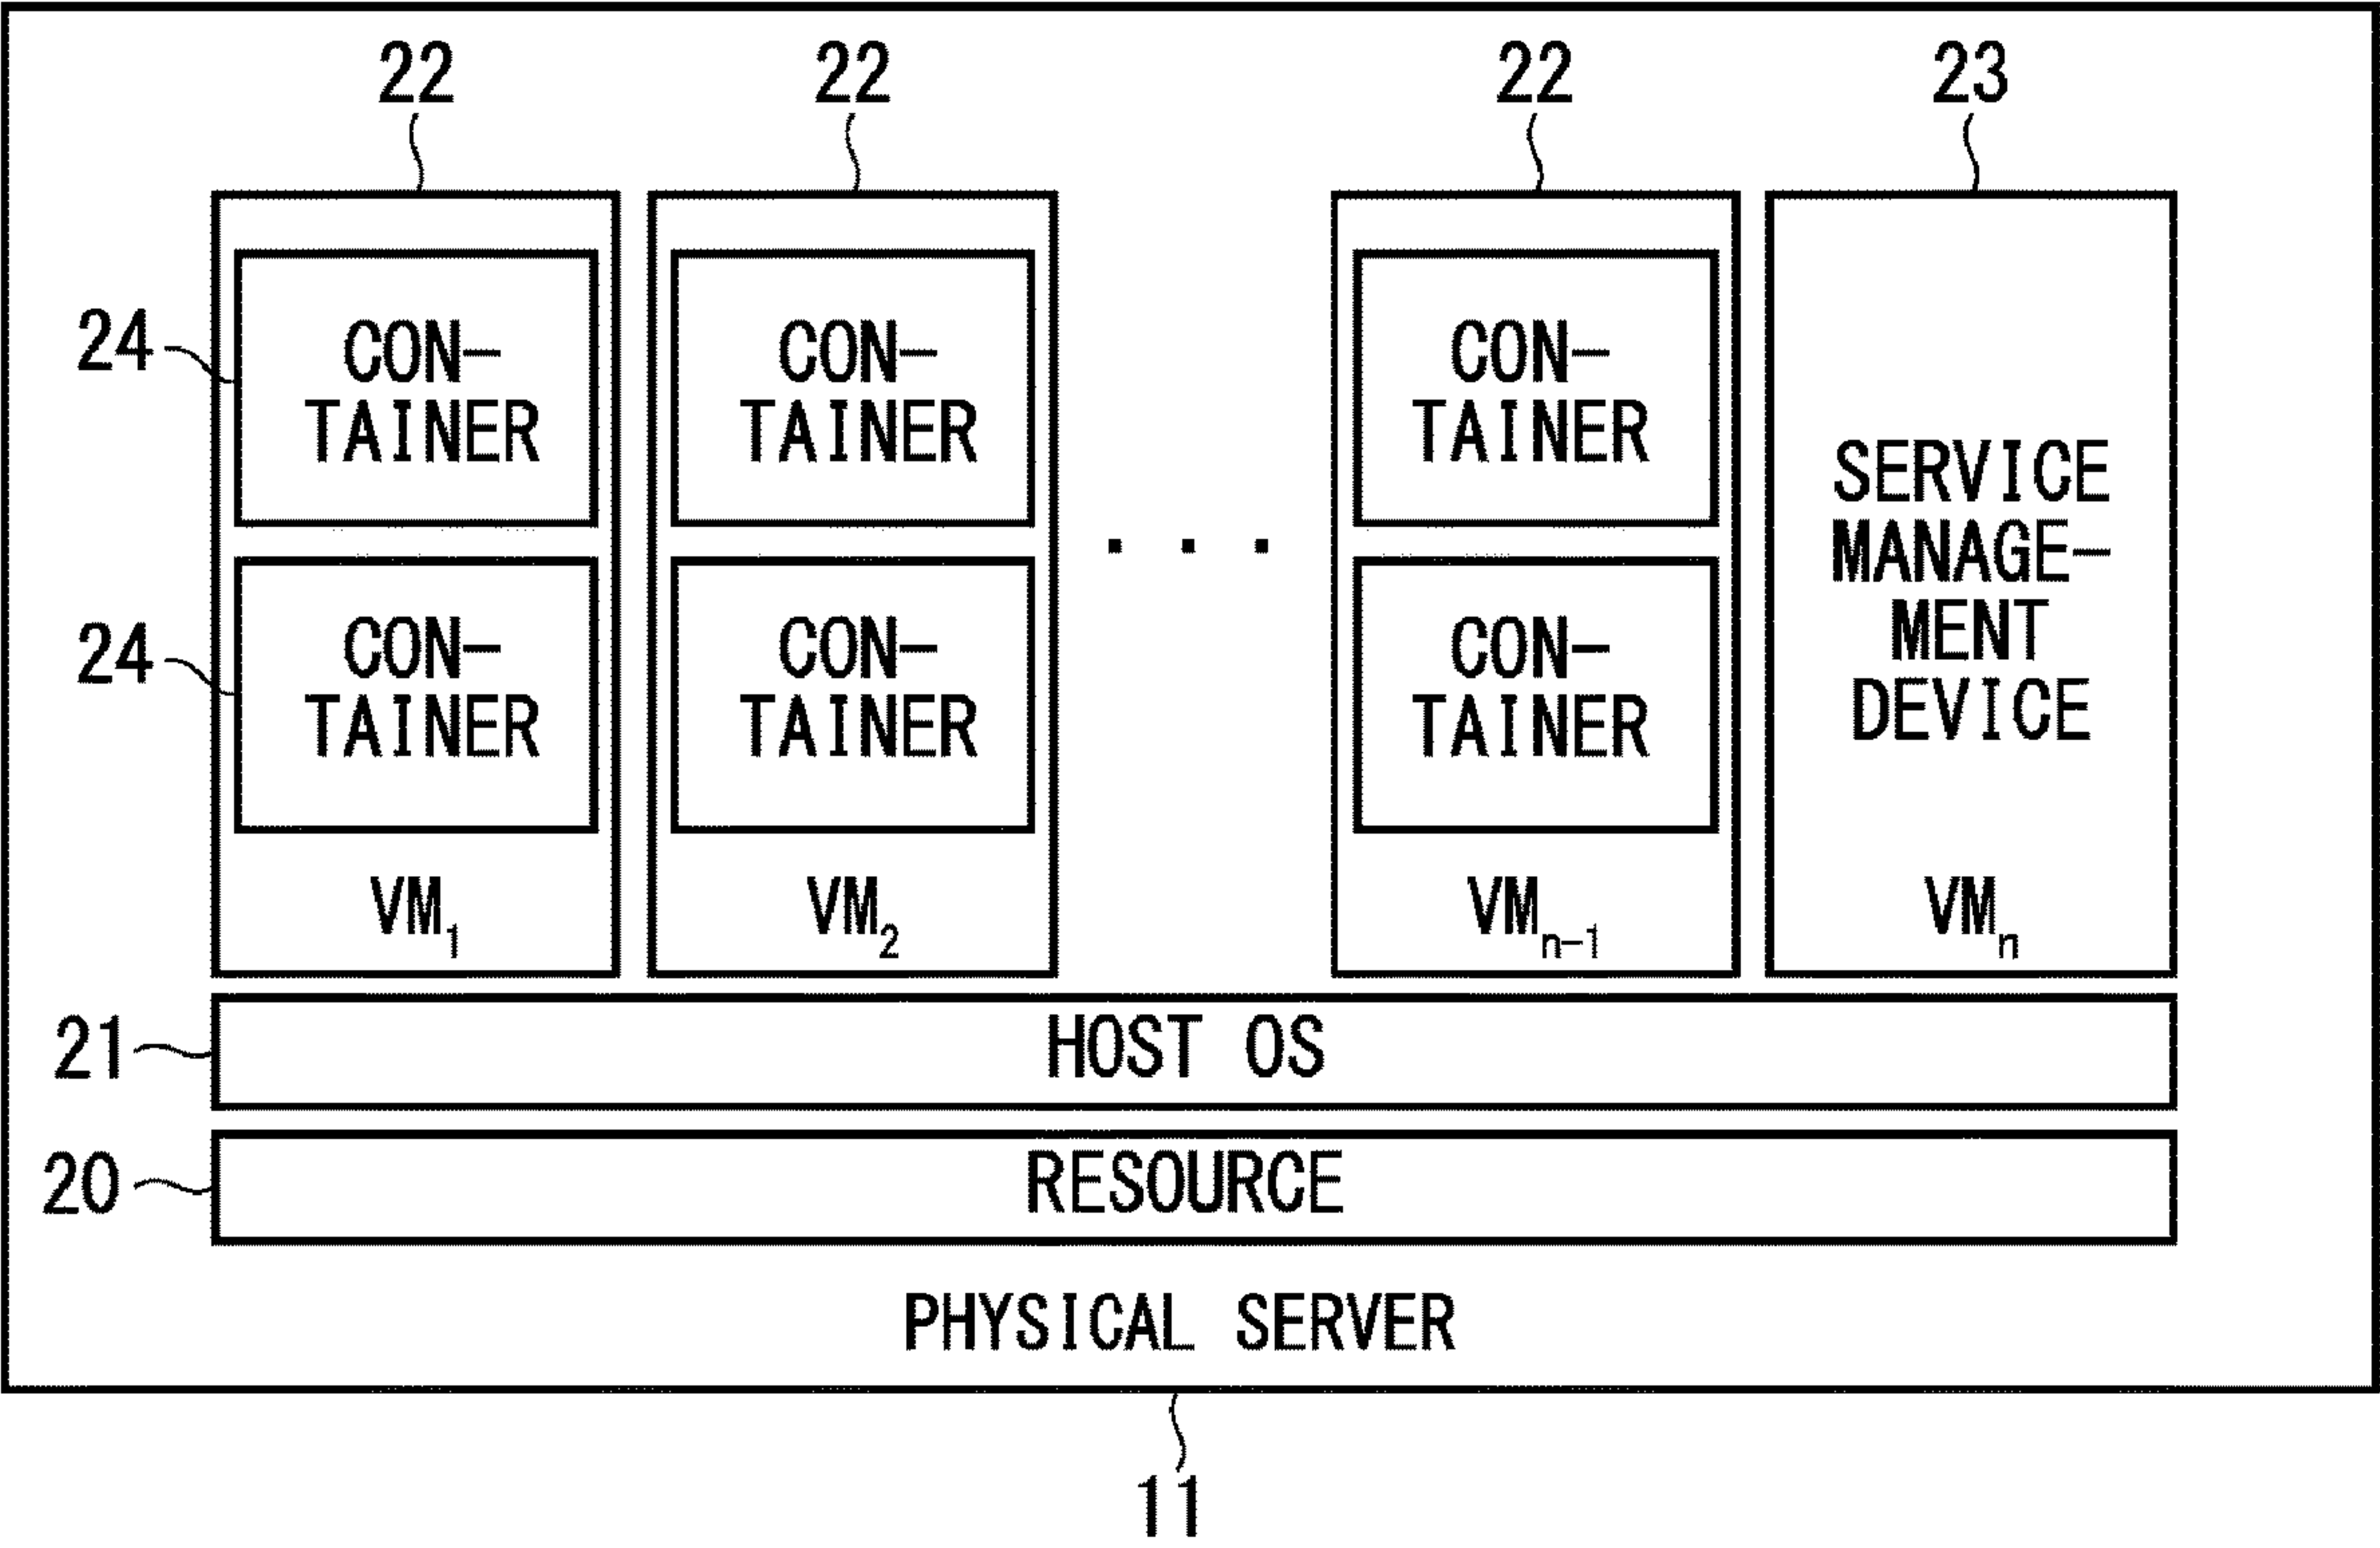 22 22 22 23
24
CON-
TAINER
CON-
TAINER
CON-
TAINER
24
CON-
TAINER
CON-
TAINER
CON-
TAINER
. . .
SERVICE
MANAGE-
MENT
DEVICE
VM1 VM2 VMn-1 VMn
21 HOST OS
20 RESOURCE
PHYSICAL SERVER
11